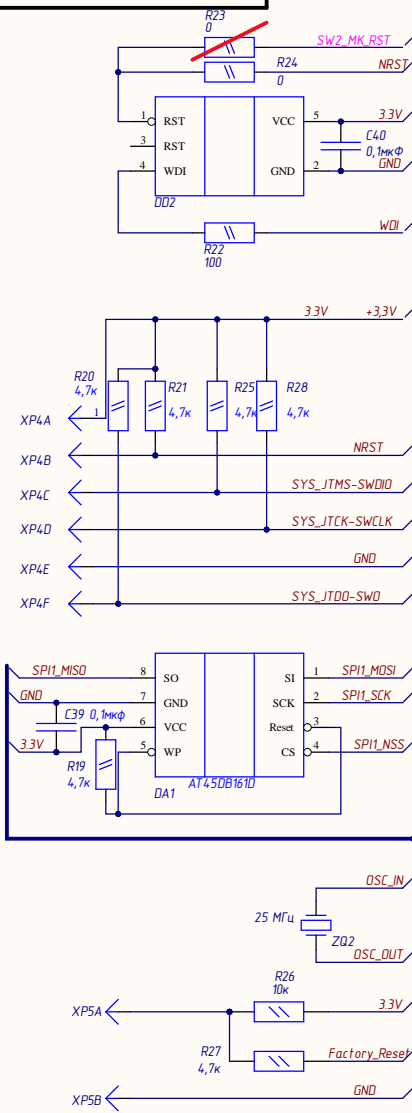 R23
0
SW2_MK_RST
R24
0
NRST
1 RST VCC 5 3.3V
3 RST
C40
0,1мкФ
4 WDI GND 2 GND
DD2
WDI
R22
100
3.3V +3,3V
R20
4,7к
R21
4,7к
R25
4,7к
R28
4,7к
XP4A 1
XP4B NRST
XP4C SYS_JTMS-SWDIO
XP4D SYS_JTCK-SWCLK
XP4E GND
XP4F SYS_JTDO-SWO
SPI1_MISO 8 SO SI 1 SPI1_MOSI
GND 7 GND SCK 2 SPI1_SCK
C39 0,1мкф
6 VCC Reset 3
3.3V 5 WP CS 4 SPI1_NSS
R19
4,7к
DA1 AT45DB161D
OSC_IN
25 МГц
ZQ2
OSC_OUT
R26
10к
XP5A 3.3V
R27
4,7к
Factory_Reset
XP5B GND